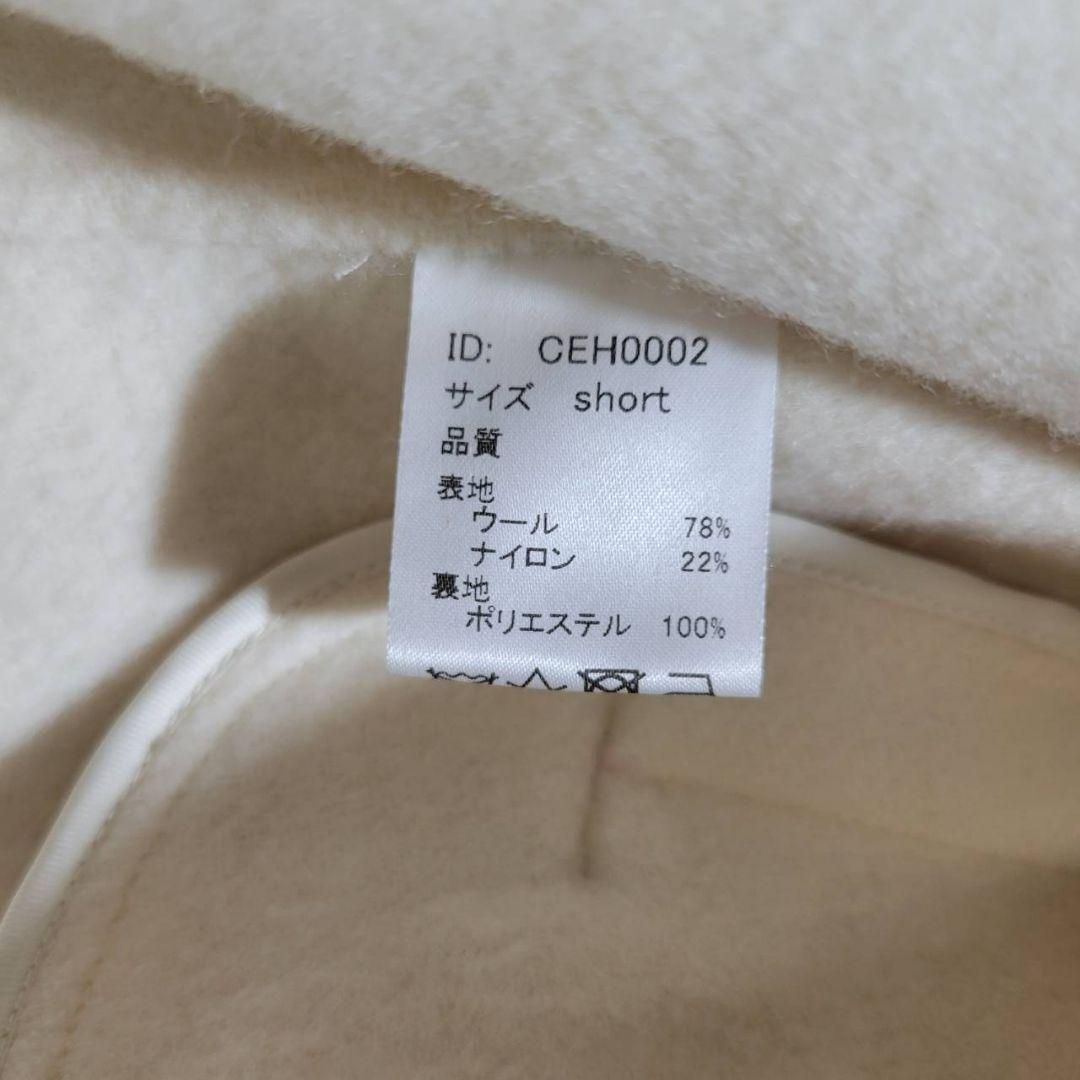 ID: CEH0002
サイズ short
品質
表地
ウール 78%
ナイロン 22%
裏地
ポリエステル 100%